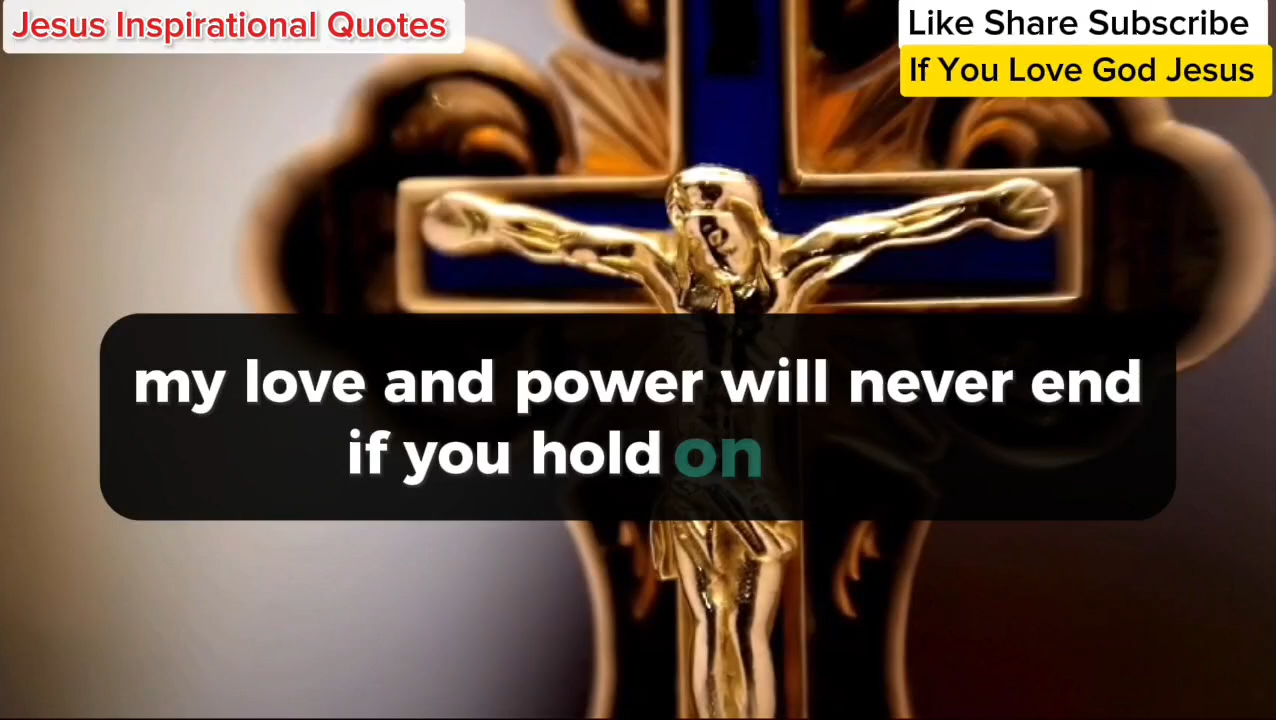 Jesus Inspirational Quotes
Like Share Subscribe
If You Love God Jesus
my love and power will never end
if you hold on